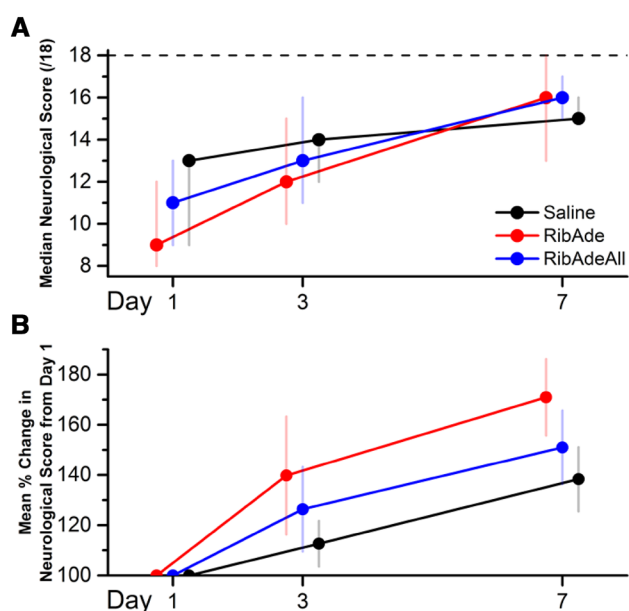 A
Median Neurological Score (/18)
18
16
14
12
10
8
Saline
RibAde
RibAdeAll
Day 1 3 7
B
Mean % Change in
Neurological Score from Day 1
180
160
140
120
100
Day 1 3 7